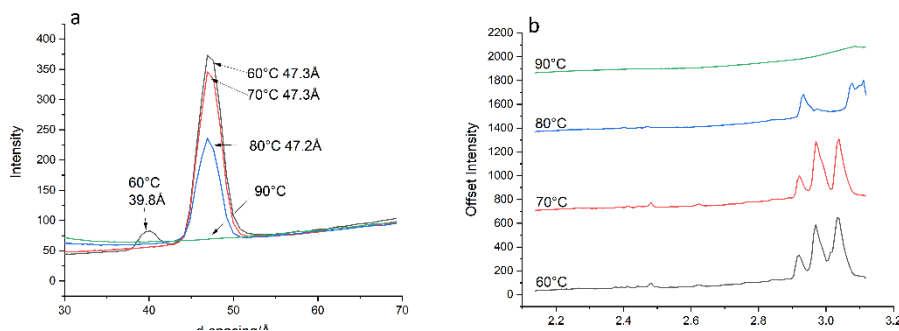 a
400
350
300
250
200
150
100
50
0
Intensity
60°C 47.3Å
70°C 47.3Å
80°C 47.2Å
90°C
60°C
39.8Å
30
40
50
60
70
d-spacing/Å
b
2200
2000
1800
1600
1400
1200
1000
800
600
400
200
0
Offset Intensity
90°C
80°C
70°C
60°C
2.2
2.4
2.6
2.8
3.0
3.2